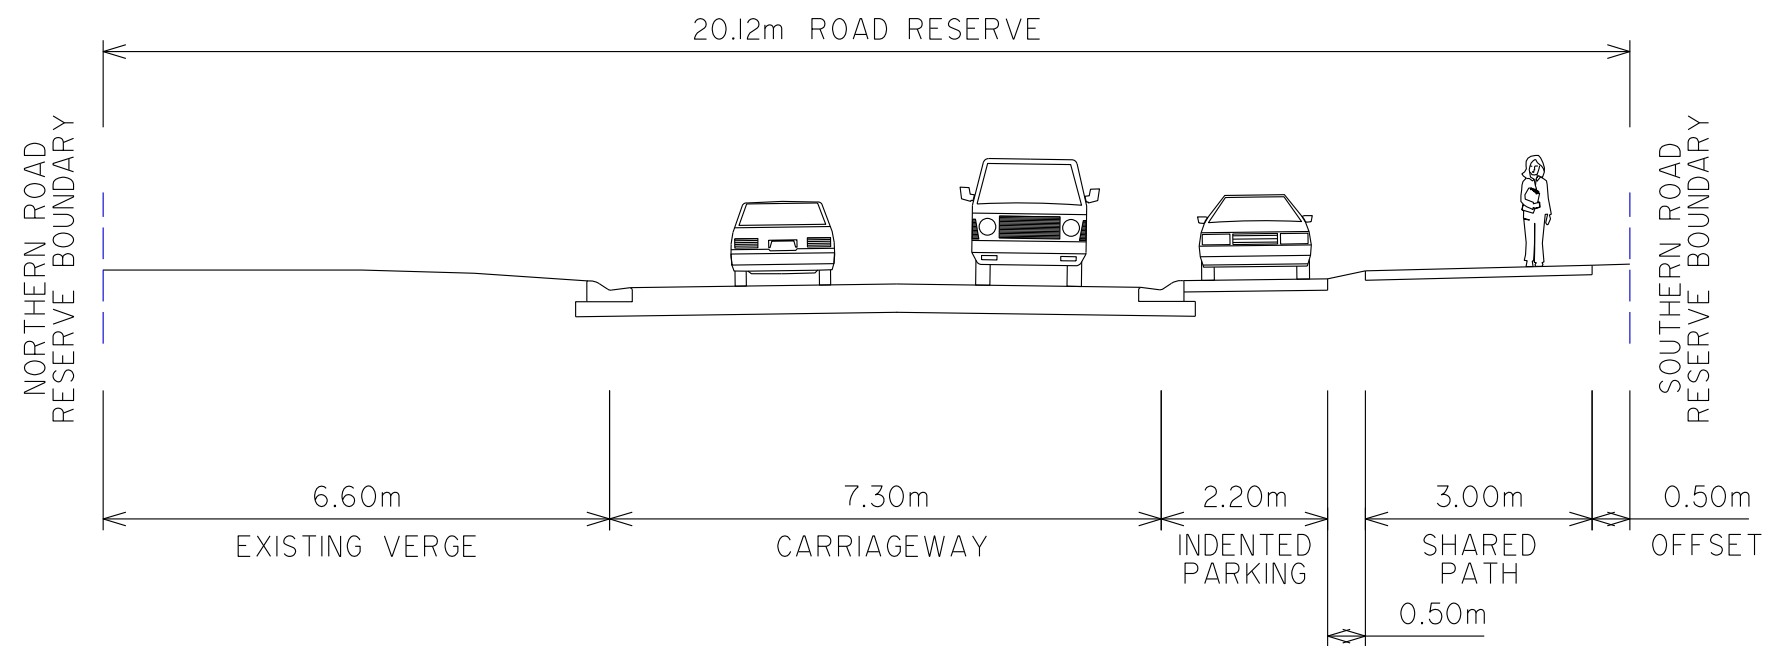 20.12m ROAD RESERVE
NORTHERN ROAD
RESERVE BOUNDARY
SOUTHERN ROAD
RESERVE BOUNDARY
6.60m
EXISTING VERGE
7.30m
CARRIAGEWAY
2.20m
INDENTED
PARKING
3.00m
SHARED
PATH
0.50m
OFFSET
0.50m